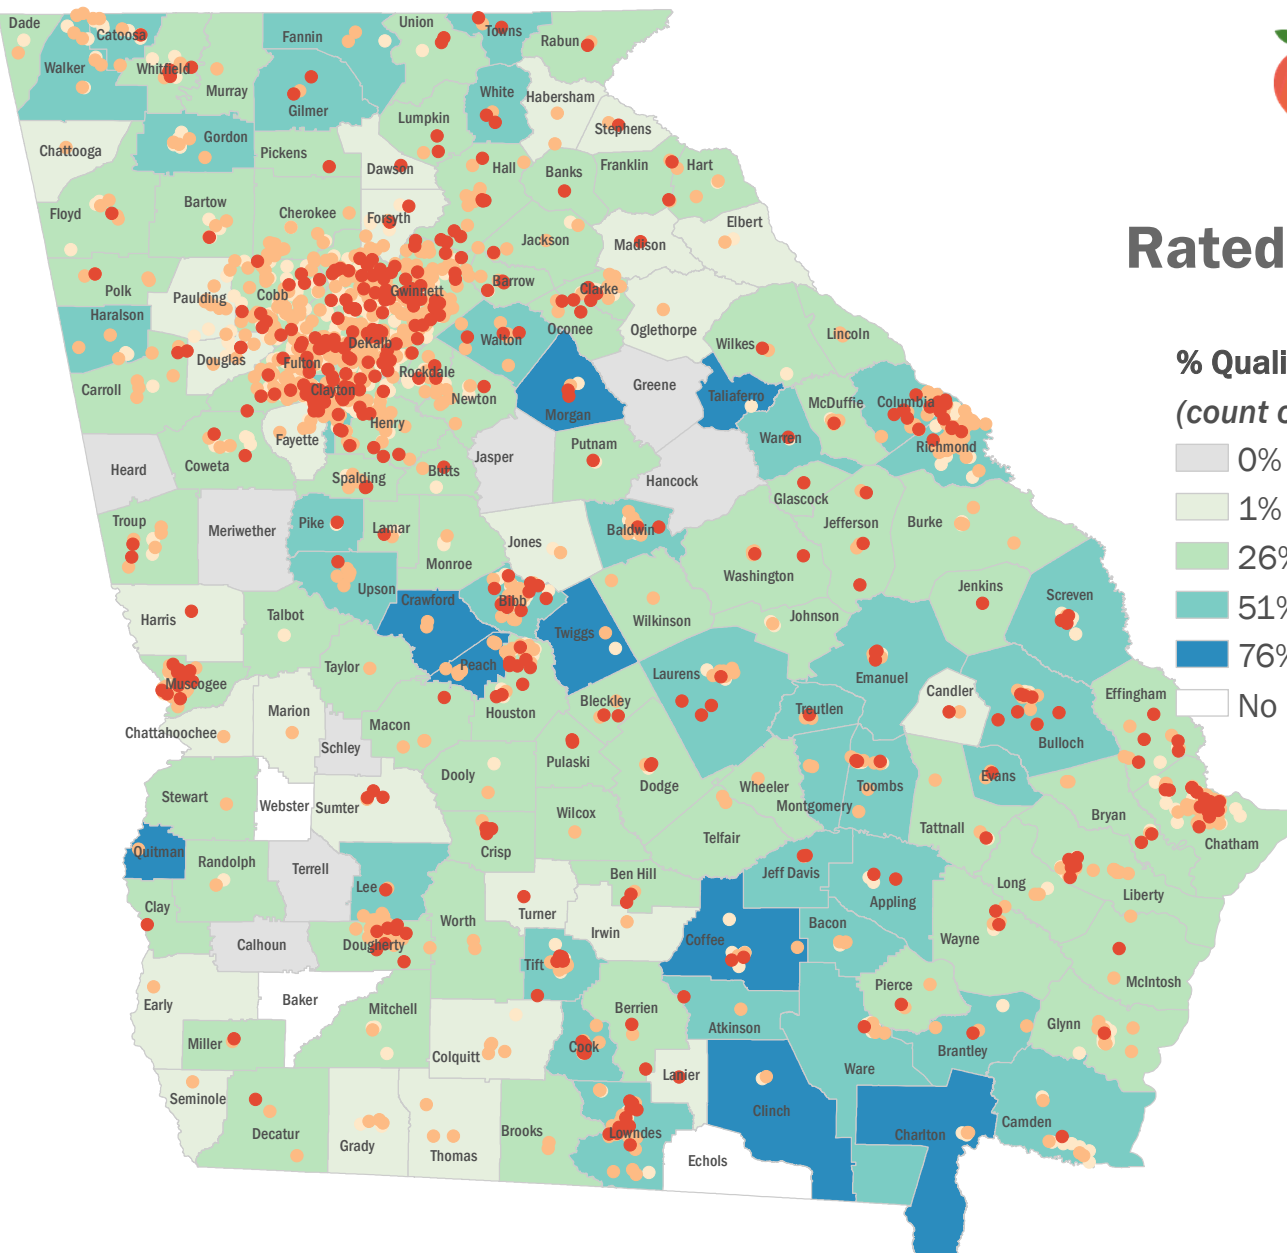 Dade
Catoosa
Fannin
Union
Towns
Rabun
Walker
Whitfield
Murray
Gilmer
White
Habersham
Lumpkin
Stephens
Chattooga
Gordon
Pickens
Dawson
Hall
Banks
Franklin
Hart
Floyd
Bartow
Cherokee
Forsyth
Jackson
Madison
Elbert
Rated
Polk
Paulding
Cobb
Gwinnett
Barrow
Clarke
Haralson
Oconee
Oglethorpe
Wilkes
Lincoln
Douglas
Fulton
DeKalb
Walton
Carroll
Clayton
Rockdale
Newton
Morgan
Greene
Taliaferro
McDuffie
Columbia
% Quali
(count o
Heard
Coweta
Fayette
Henry
Jasper
Putnam
Hancock
Warren
Richmond
0%
Spalding
Butts
Glascock
1%
Troup
Meriwether
Pike
Lamar
Monroe
Jones
Baldwin
Jefferson
Burke
26%
Washington
Jenkins
Screven
51%
Harris
Talbot
Upson
Crawford
Bibb
Twiggs
Wilkinson
Johnson
76%
Muscogee
Taylor
Peach
Laurens
Emanuel
Candler
Effingham
No
Chattahoochee
Marion
Macon
Houston
Bleckley
Treutlen
Bulloch
Schley
Stewart
Webster
Sumter
Dooly
Pulaski
Dodge
Wheeler
Montgomery
Toombs
Evans
Bryan
Wilcox
Telfair
Tattnall
Chatham
Quitman
Randolph
Terrell
Lee
Crisp
Clay
Ben Hill
Jeff Davis
Appling
Long
Liberty
Calhoun
Dougherty
Worth
Turner
Irwin
Coffee
Bacon
Wayne
Tift
McIntosh
Early
Baker
Mitchell
Berrien
Atkinson
Pierce
Glynn
Miller
Colquitt
Cook
Brantley
Seminole
Lanier
Ware
Decatur
Grady
Thomas
Brooks
Lowndes
Clinch
Charlton
Camden
Echols